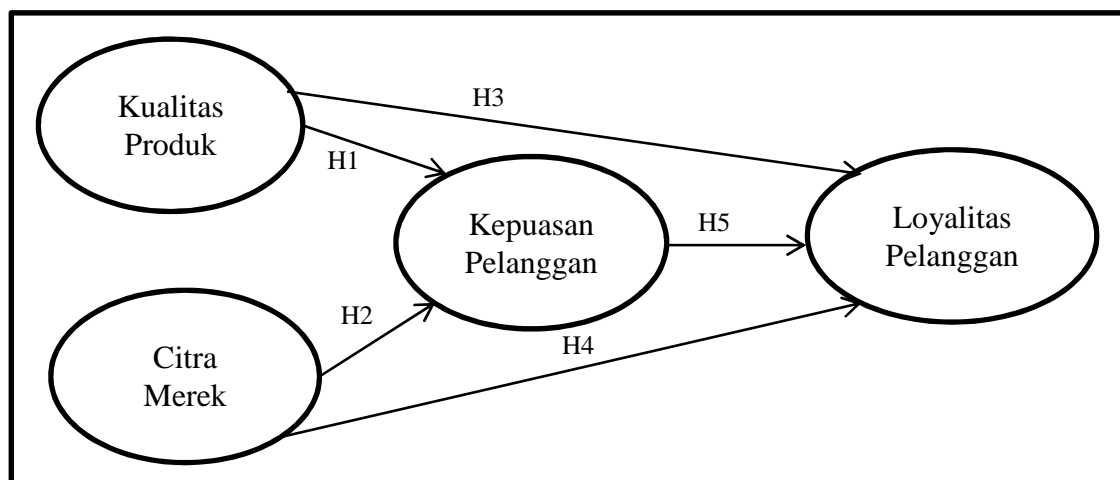 Kualitas
Produk
H3
H1
Kepuasan
Pelanggan
H5
Loyalitas
Pelanggan
H2
H4
Citra
Merek